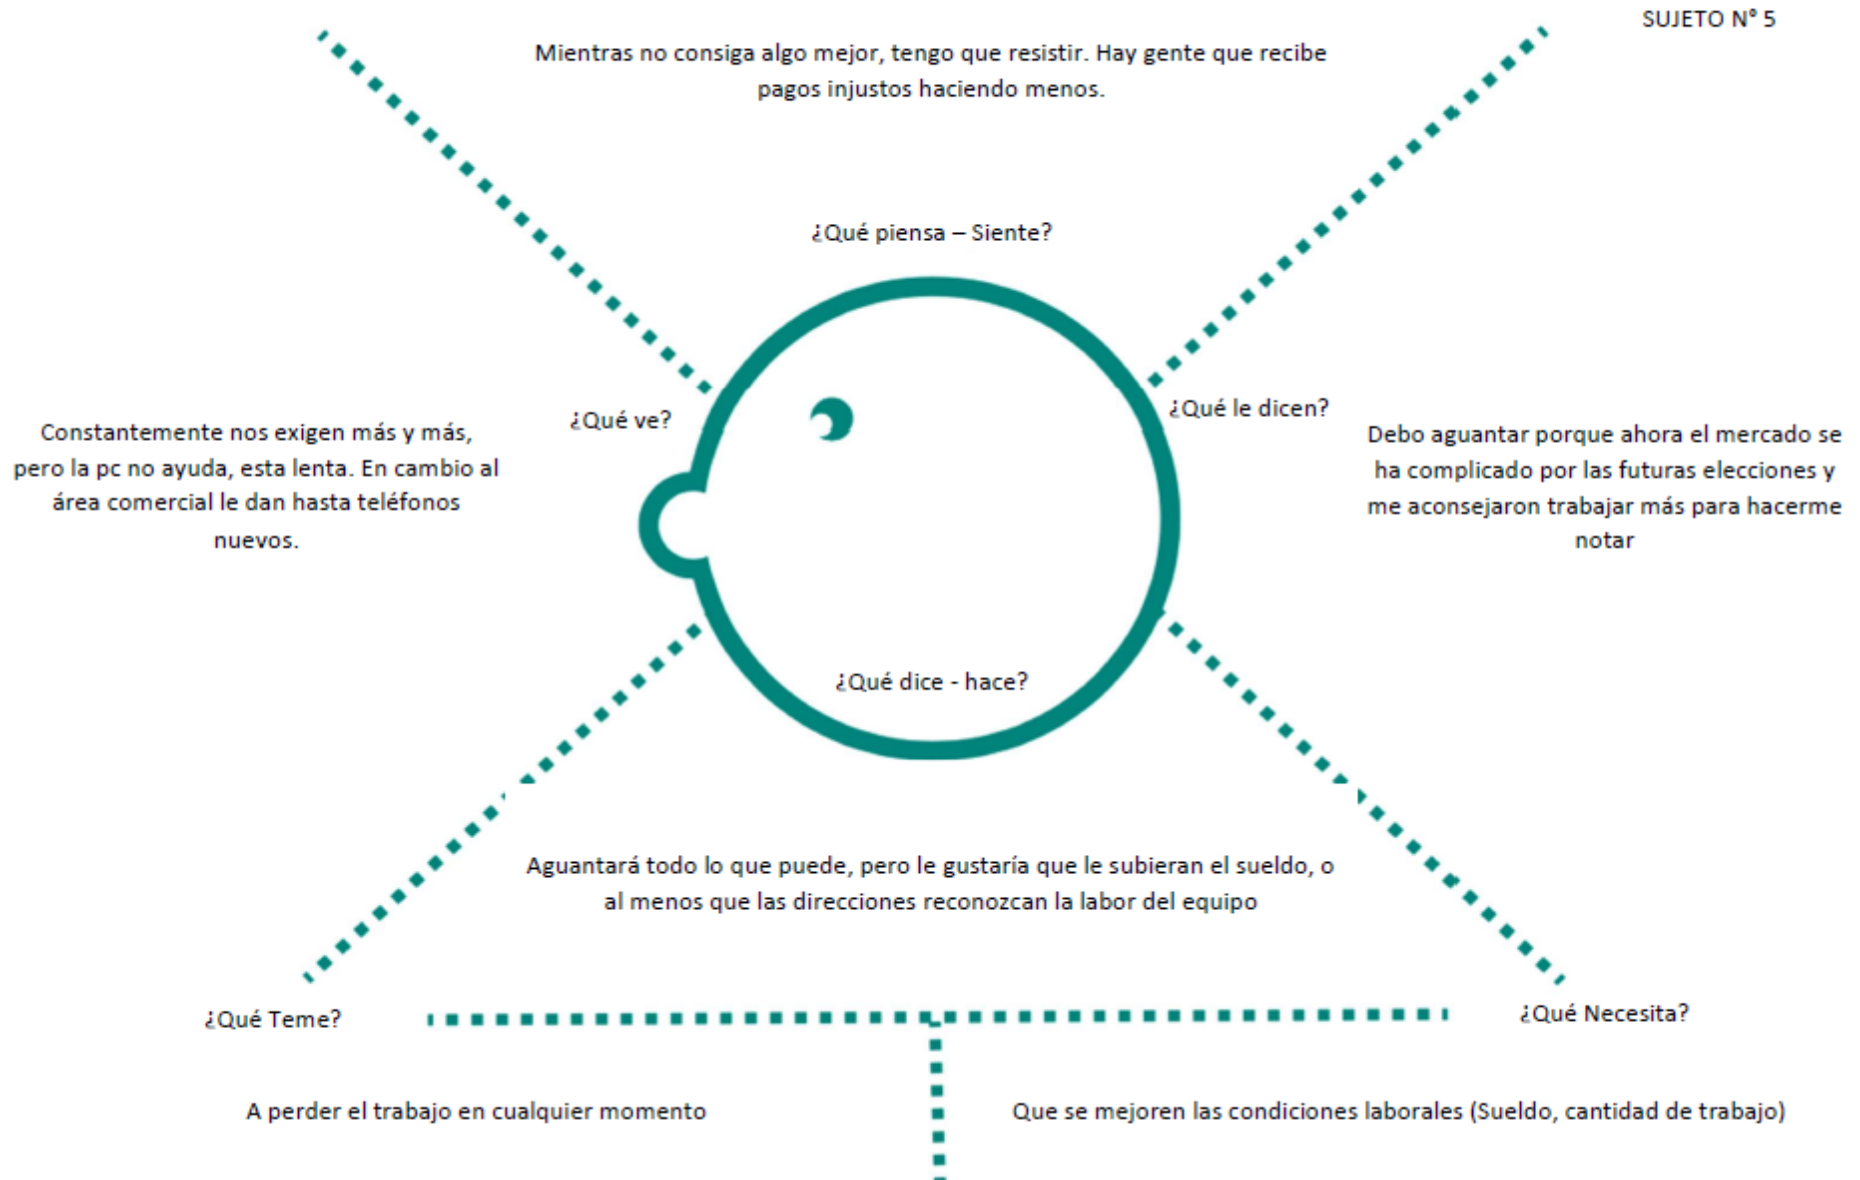 SUJETO N° 5
Mientras no consiga algo mejor, tengo que resistir. Hay gente que recibe
pagos injustos haciendo menos.
¿Qué piensa – Siente?
¿Qué ve?
Constantemente nos exigen más y más,
pero la pc no ayuda, esta lenta. En cambio al
área comercial le dan hasta teléfonos
nuevos.
¿Qué le dicen?
Debo aguantar porque ahora el mercado se
ha complicado por las futuras elecciones y
me aconsejaron trabajar más para hacerme
notar
¿Qué dice - hace?
Aguantará todo lo que puede, pero le gustaría que le subieran el sueldo, o
al menos que las direcciones reconozcan la labor del equipo
¿Qué Teme?
A perder el trabajo en cualquier momento
¿Qué Necesita?
Que se mejoren las condiciones laborales (Sueldo, cantidad de trabajo)